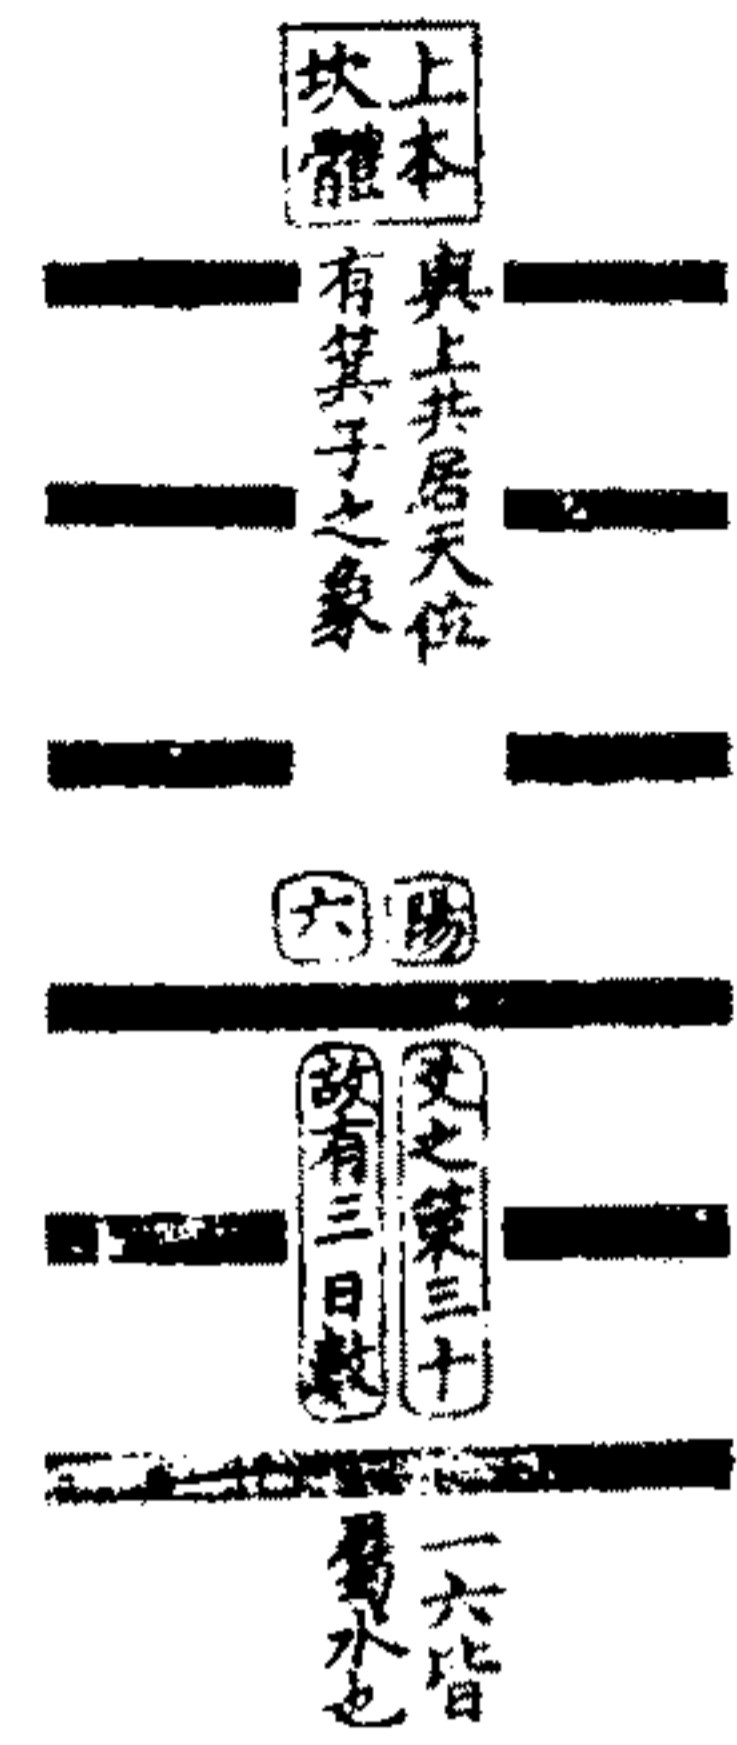 上本
坎體
與上共居天位
有箕子之象
陽
六
爻之策三十
故有三日數
一六皆
屬水也